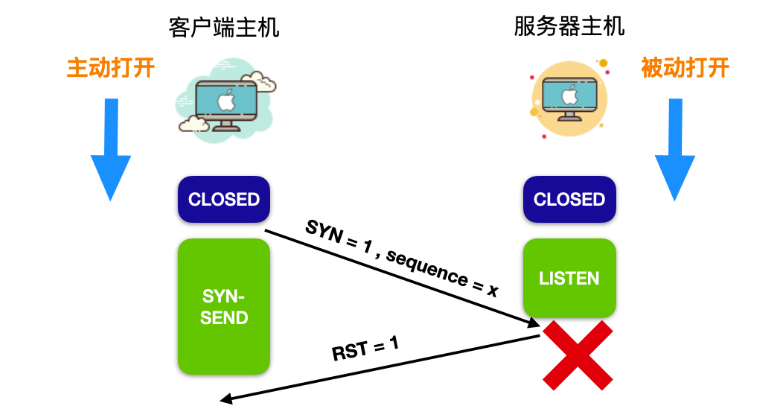 客户端主机
服务器主机
主动打开
被动打开
CLOSED
CLOSED
SYN = 1 , sequence = x
SYN-
SEND
LISTEN
RST = 1